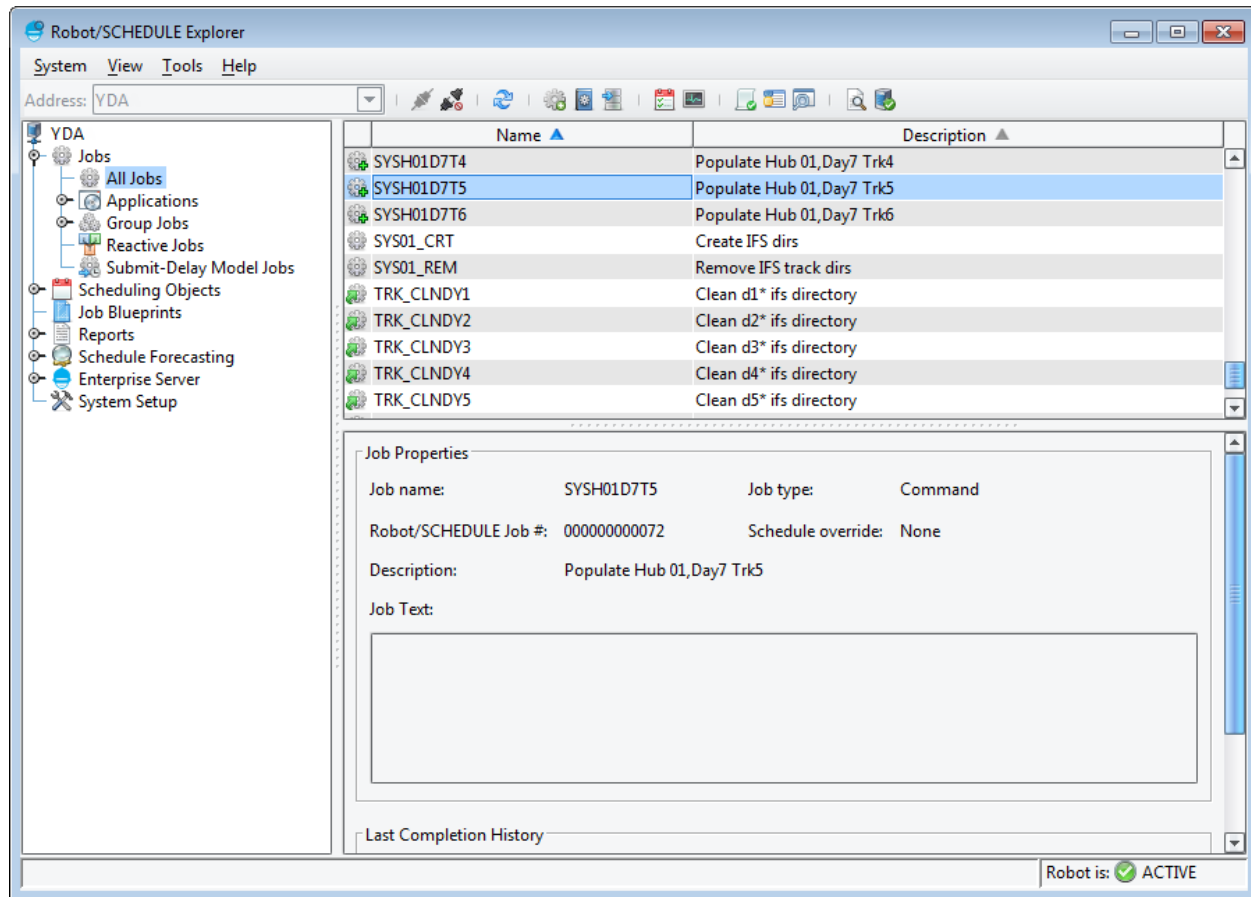 Robot/SCHEDULE Explorer
System View Tools Help
Address: YDA
YDA
Jobs
All Jobs
Applications
Group Jobs
Reactive Jobs
Submit-Delay Model Jobs
Scheduling Objects
Job Blueprints
Reports
Schedule Forecasting
Enterprise Server
System Setup
Name Description
SYSH01D7T4 Populate Hub 01,Day7 Trk4
SYSH01D7T5 Populate Hub 01,Day7 Trk5
SYSH01D7T6 Populate Hub 01,Day7 Trk6
SYS01_CRT Create IFS dirs
SYS01_REM Remove IFS track dirs
TRK_CLNDY1 Clean d1* ifs directory
TRK_CLNDY2 Clean d2* ifs directory
TRK_CLNDY3 Clean d3* ifs directory
TRK_CLNDY4 Clean d4* ifs directory
TRK_CLNDY5 Clean d5* ifs directory
Job Properties
Job name: SYSH01D7T5 Job type: Command
Robot/SCHEDULE Job #: 000000000072 Schedule override: None
Description: Populate Hub 01,Day7 Trk5
Job Text:
Last Completion History
Robot is: ACTIVE